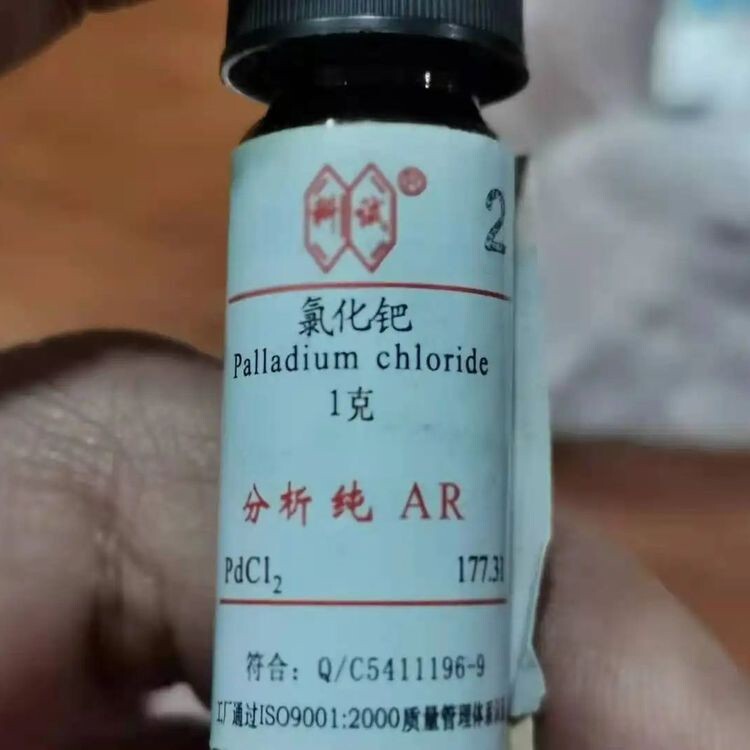 科試®
2
氯化钯
Palladium chloride
1克
分析纯 AR
PdCl₂ 177.31
符合：Q/C5411196-9
工厂通过ISO9001:2000质量管理体系认